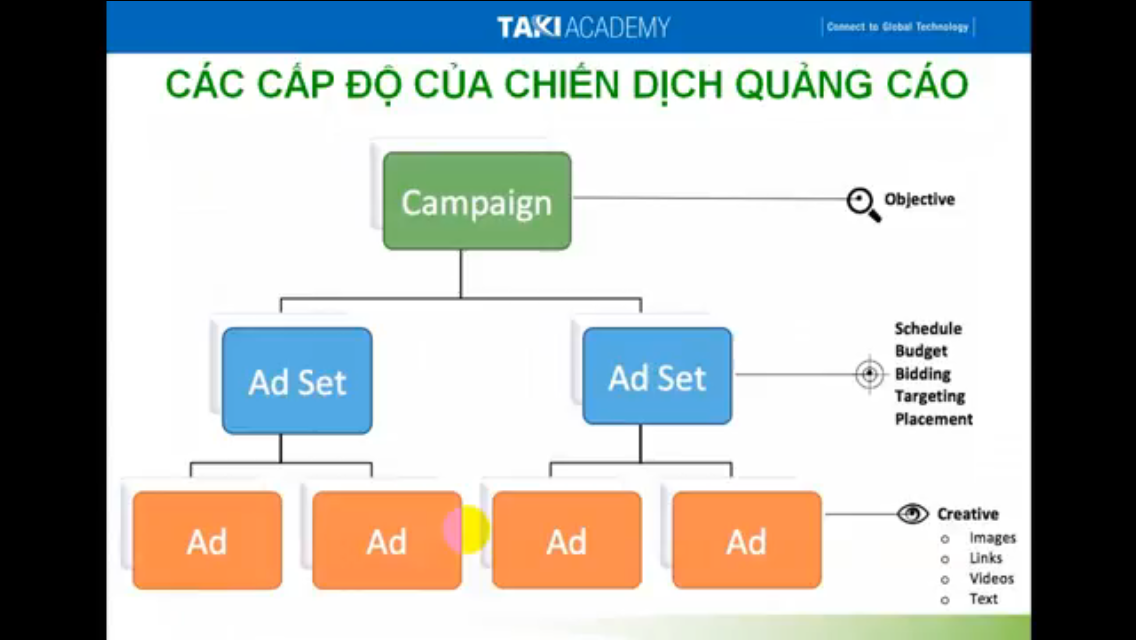 TAKI ACADEMY
Connect to Global Technology
CÁC CẤP ĐỘ CỦA CHIẾN DỊCH QUẢNG CÁO
Campaign
Objective
Ad Set
Ad Set
Schedule
Budget
Bidding
Targeting
Placement
Ad
Ad
Ad
Ad
Creative
Images
Links
Videos
Text